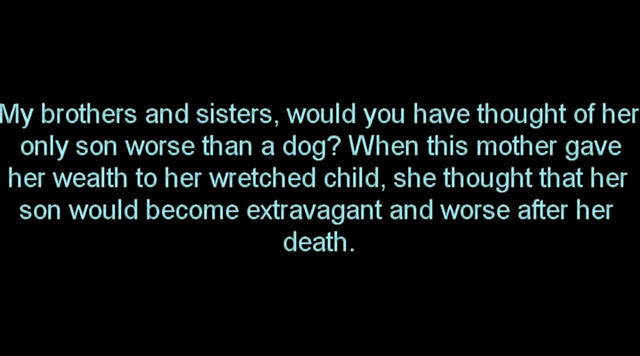 My brothers and sisters, would you have thought of her
only son worse than a dog? When this mother gave
her wealth to her wretched child, she thought that her
son would become extravagant and worse after her
death.